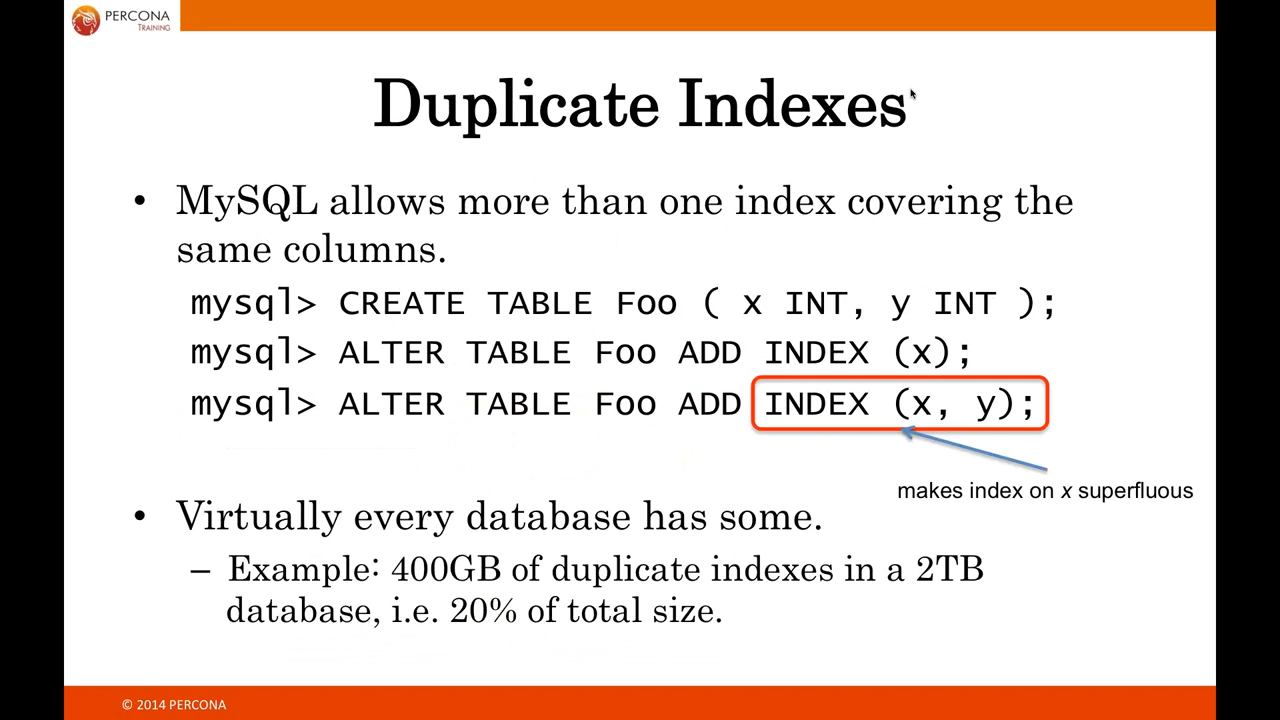 PERCONA
TRAINING
Duplicate Indexes
• MySQL allows more than one index covering the
same columns.
mysql> CREATE TABLE Foo ( x INT, y INT );
mysql> ALTER TABLE Foo ADD INDEX (x);
mysql> ALTER TABLE Foo ADD INDEX (x, y);
makes index on x superfluous
• Virtually every database has some.
– Example: 400GB of duplicate indexes in a 2TB
database, i.e. 20% of total size.
© 2014 PERCONA